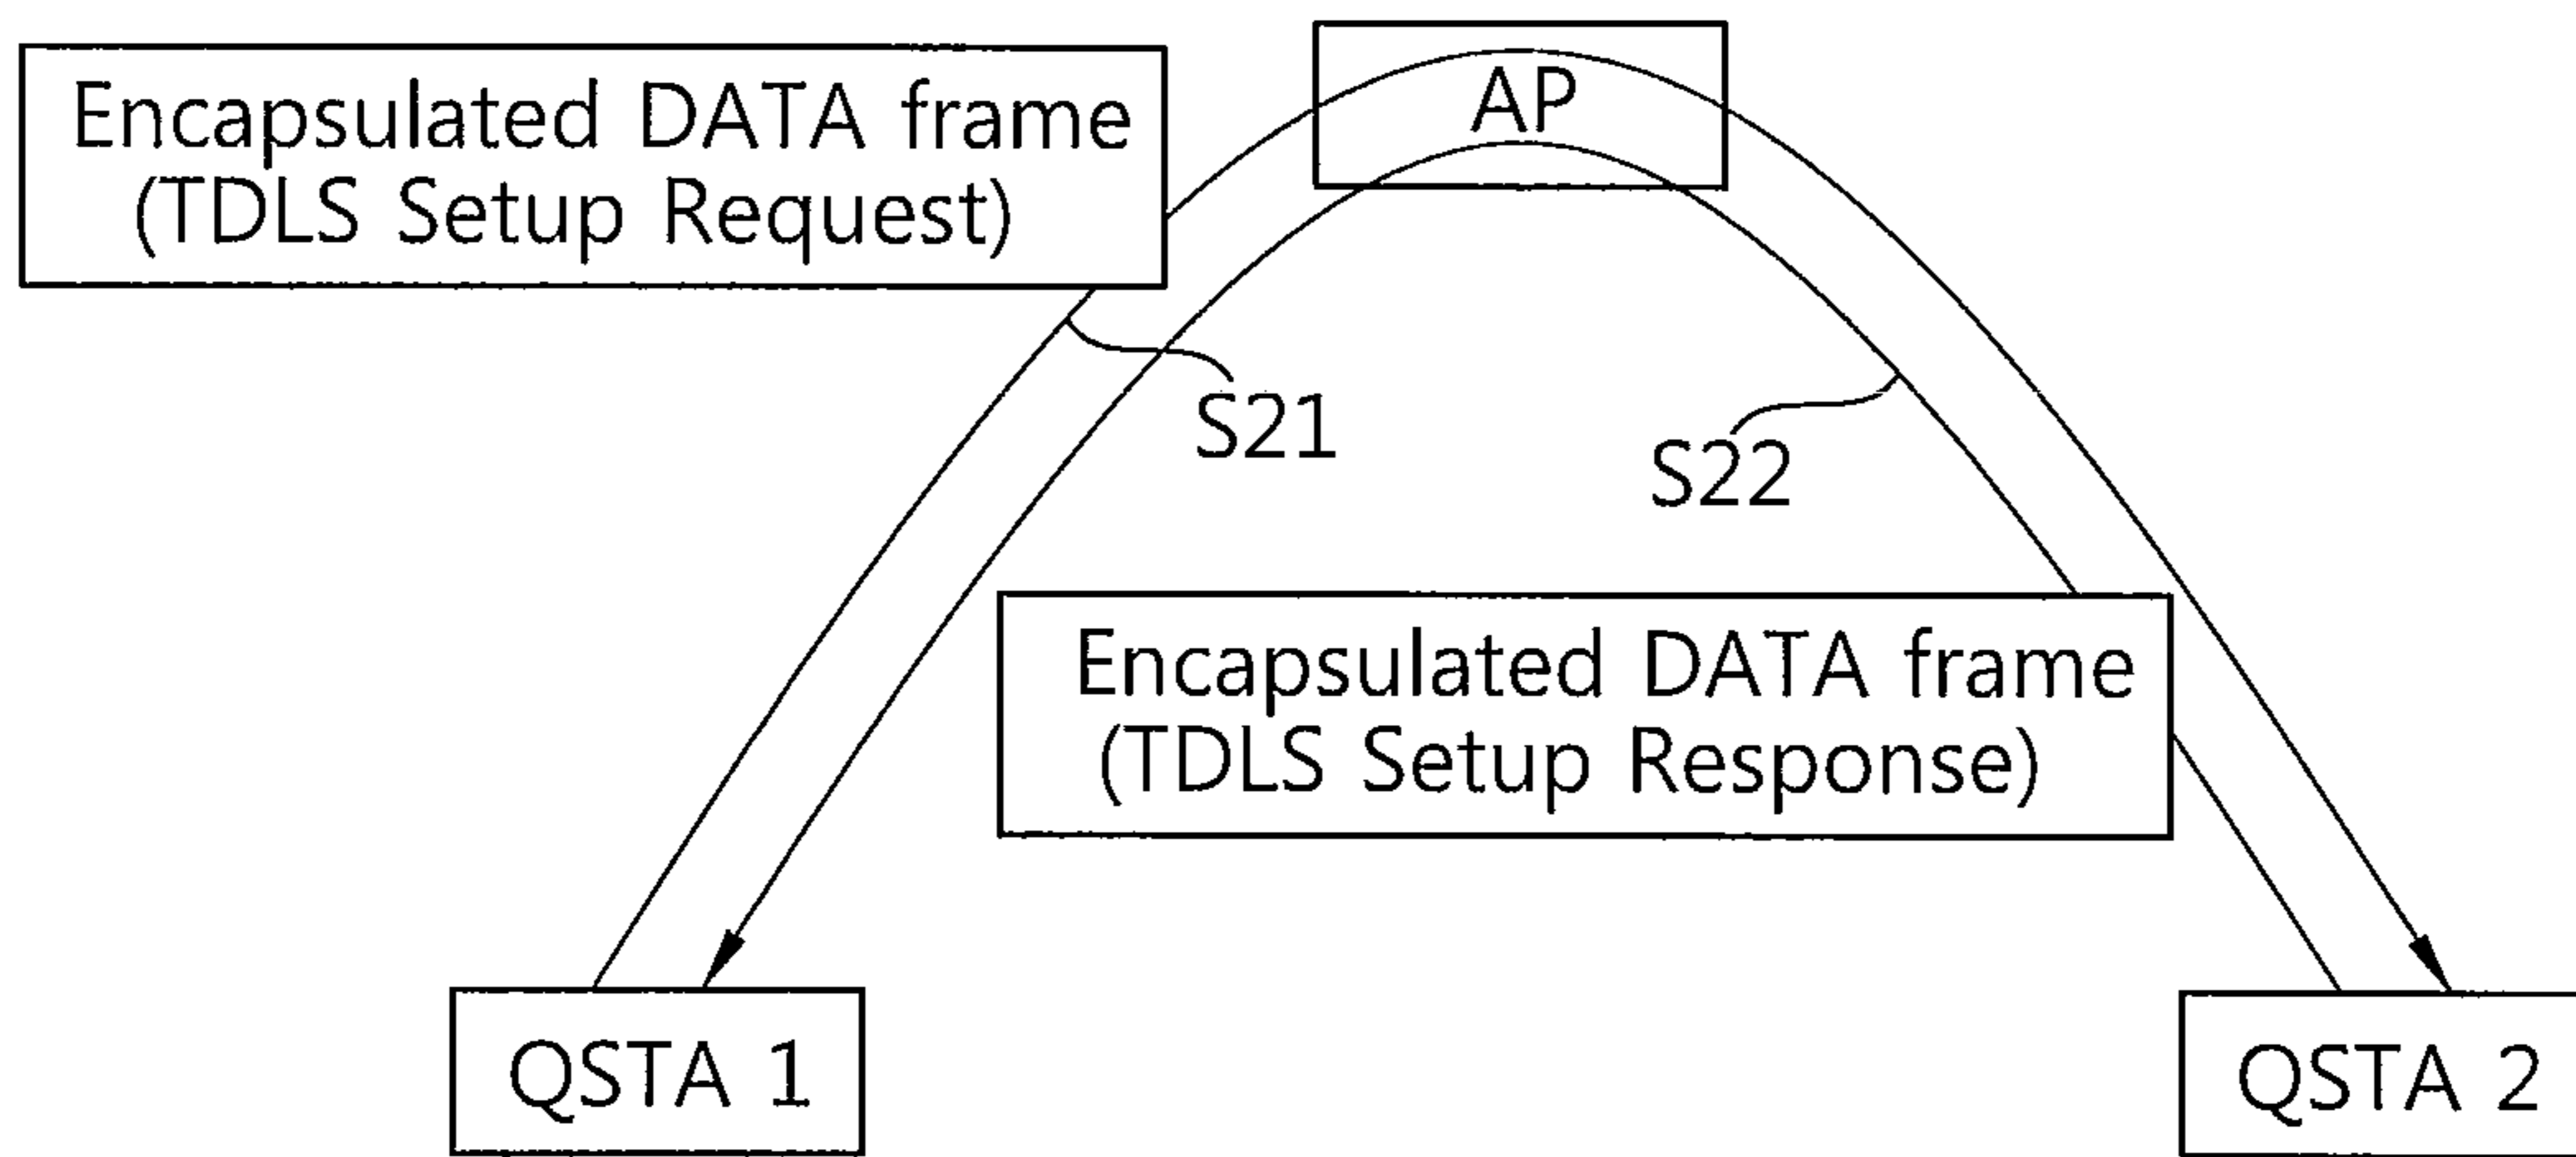 Encapsulated DATA frame
(TDLS Setup Request)
AP
S21
S22
Encapsulated DATA frame
(TDLS Setup Response)
QSTA 1
QSTA 2